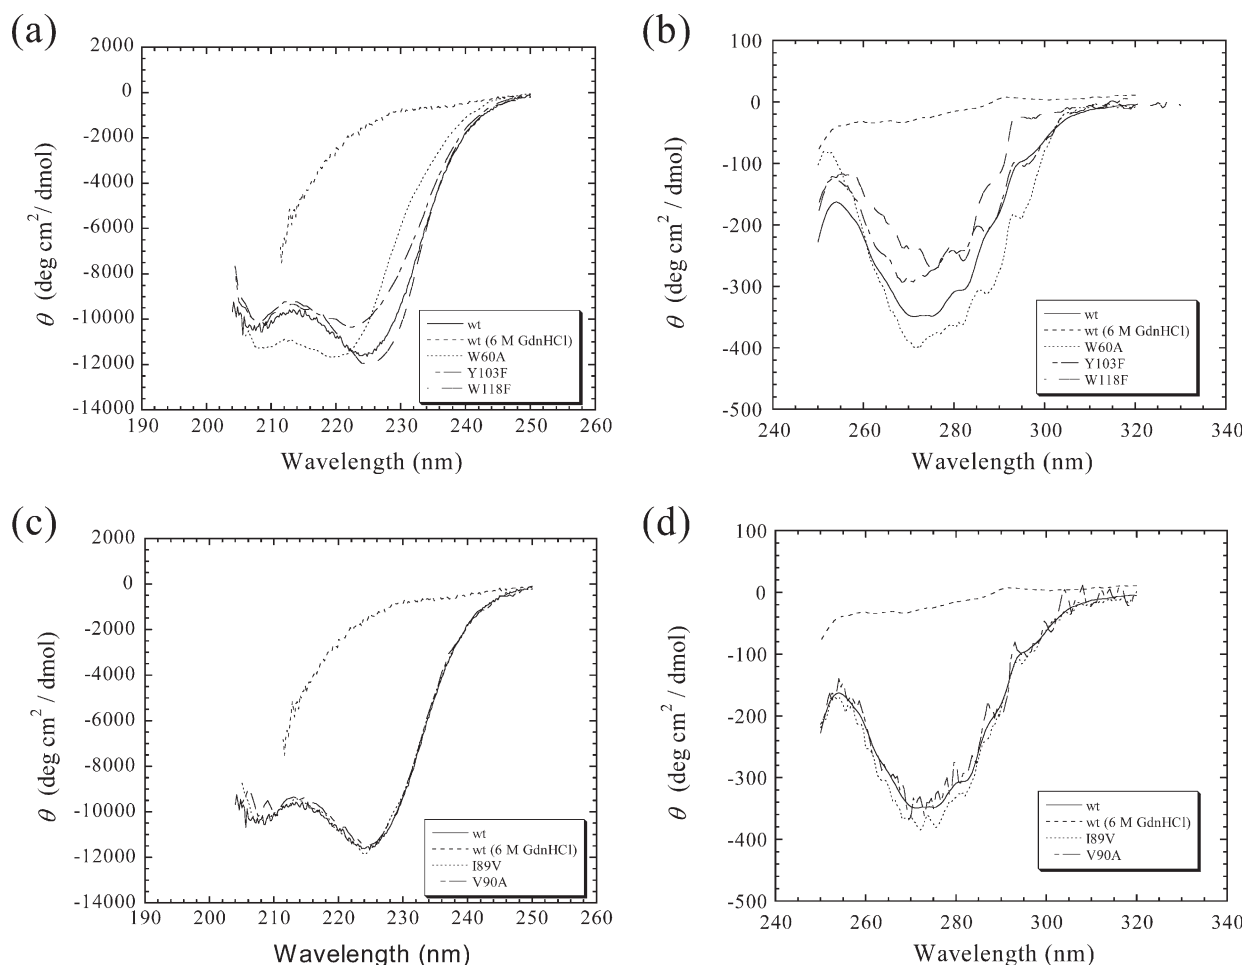 (a)
2000
0
-2000
-4000
-6000
-8000
-10000
-12000
-14000
θ (deg cm²/ dmol)
190 200 210 220 230 240 250 260
Wavelength (nm)
wt
wt (6 M GdnHCl)
W60A
Y103F
W118F
(b)
100
0
-100
-200
-300
-400
-500
θ (deg cm² / dmol)
240 260 280 300 320 340
Wavelength (nm)
wt
wt (6 M GdnHCl)
W60A
Y103F
W118F
(c)
2000
0
-2000
-4000
-6000
-8000
-10000
-12000
-14000
θ (deg cm² / dmol)
190 200 210 220 230 240 250 260
Wavelength (nm)
wt
wt (6 M GdnHCl)
I89V
V90A
(d)
100
0
-100
-200
-300
-400
-500
θ (deg cm² / dmol)
240 260 280 300 320 340
Wavelength (nm)
wt
wt (6 M GdnHCl)
I89V
V90A